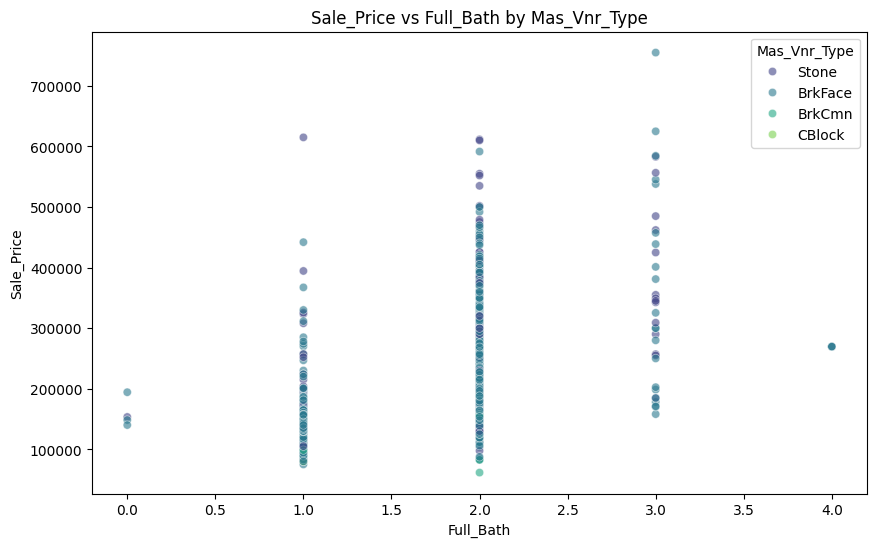 Sale_Price vs Full_Bath by Mas_Vnr_Type
Mas_Vnr_Type
Stone
BrkFace
BrkCmn
CBlock
700000
600000
500000
400000
300000
200000
100000
Sale_Price
0.0 0.5 1.0 1.5 2.0 2.5 3.0 3.5 4.0
Full_Bath